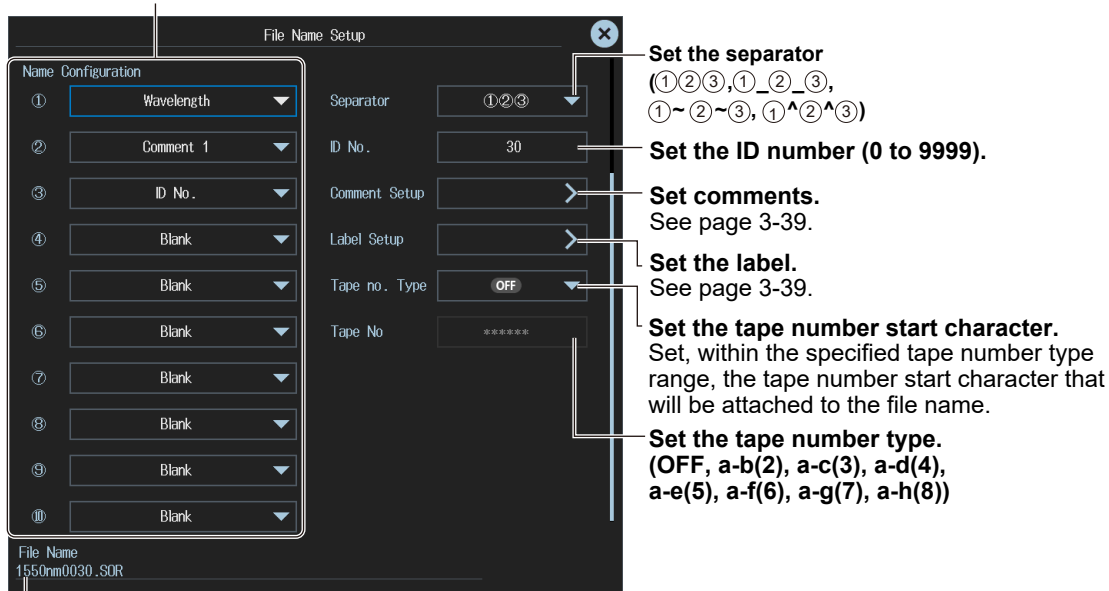 File Name Setup
Name Configuration
① Wavelength
② Comment 1
③ ID No.
④ Blank
⑤ Blank
⑥ Blank
⑦ Blank
⑧ Blank
⑨ Blank
⑩ Blank
Separator ①②③
ID No. 30
Comment Setup
Label Setup
Tape no. Type OFF
Tape No ******
File Name
1550nm0030.SOR
Set the separator
(①②③,①_②_③,
①~②~③, ①^②^③)
Set the ID number (0 to 9999).
Set comments.
See page 3-39.
Set the label.
See page 3-39.
Set the tape number start character.
Set, within the specified tape number type
range, the tape number start character that
will be attached to the file name.
Set the tape number type.
(OFF, a-b(2), a-c(3), a-d(4),
a-e(5), a-f(6), a-g(7), a-h(8))